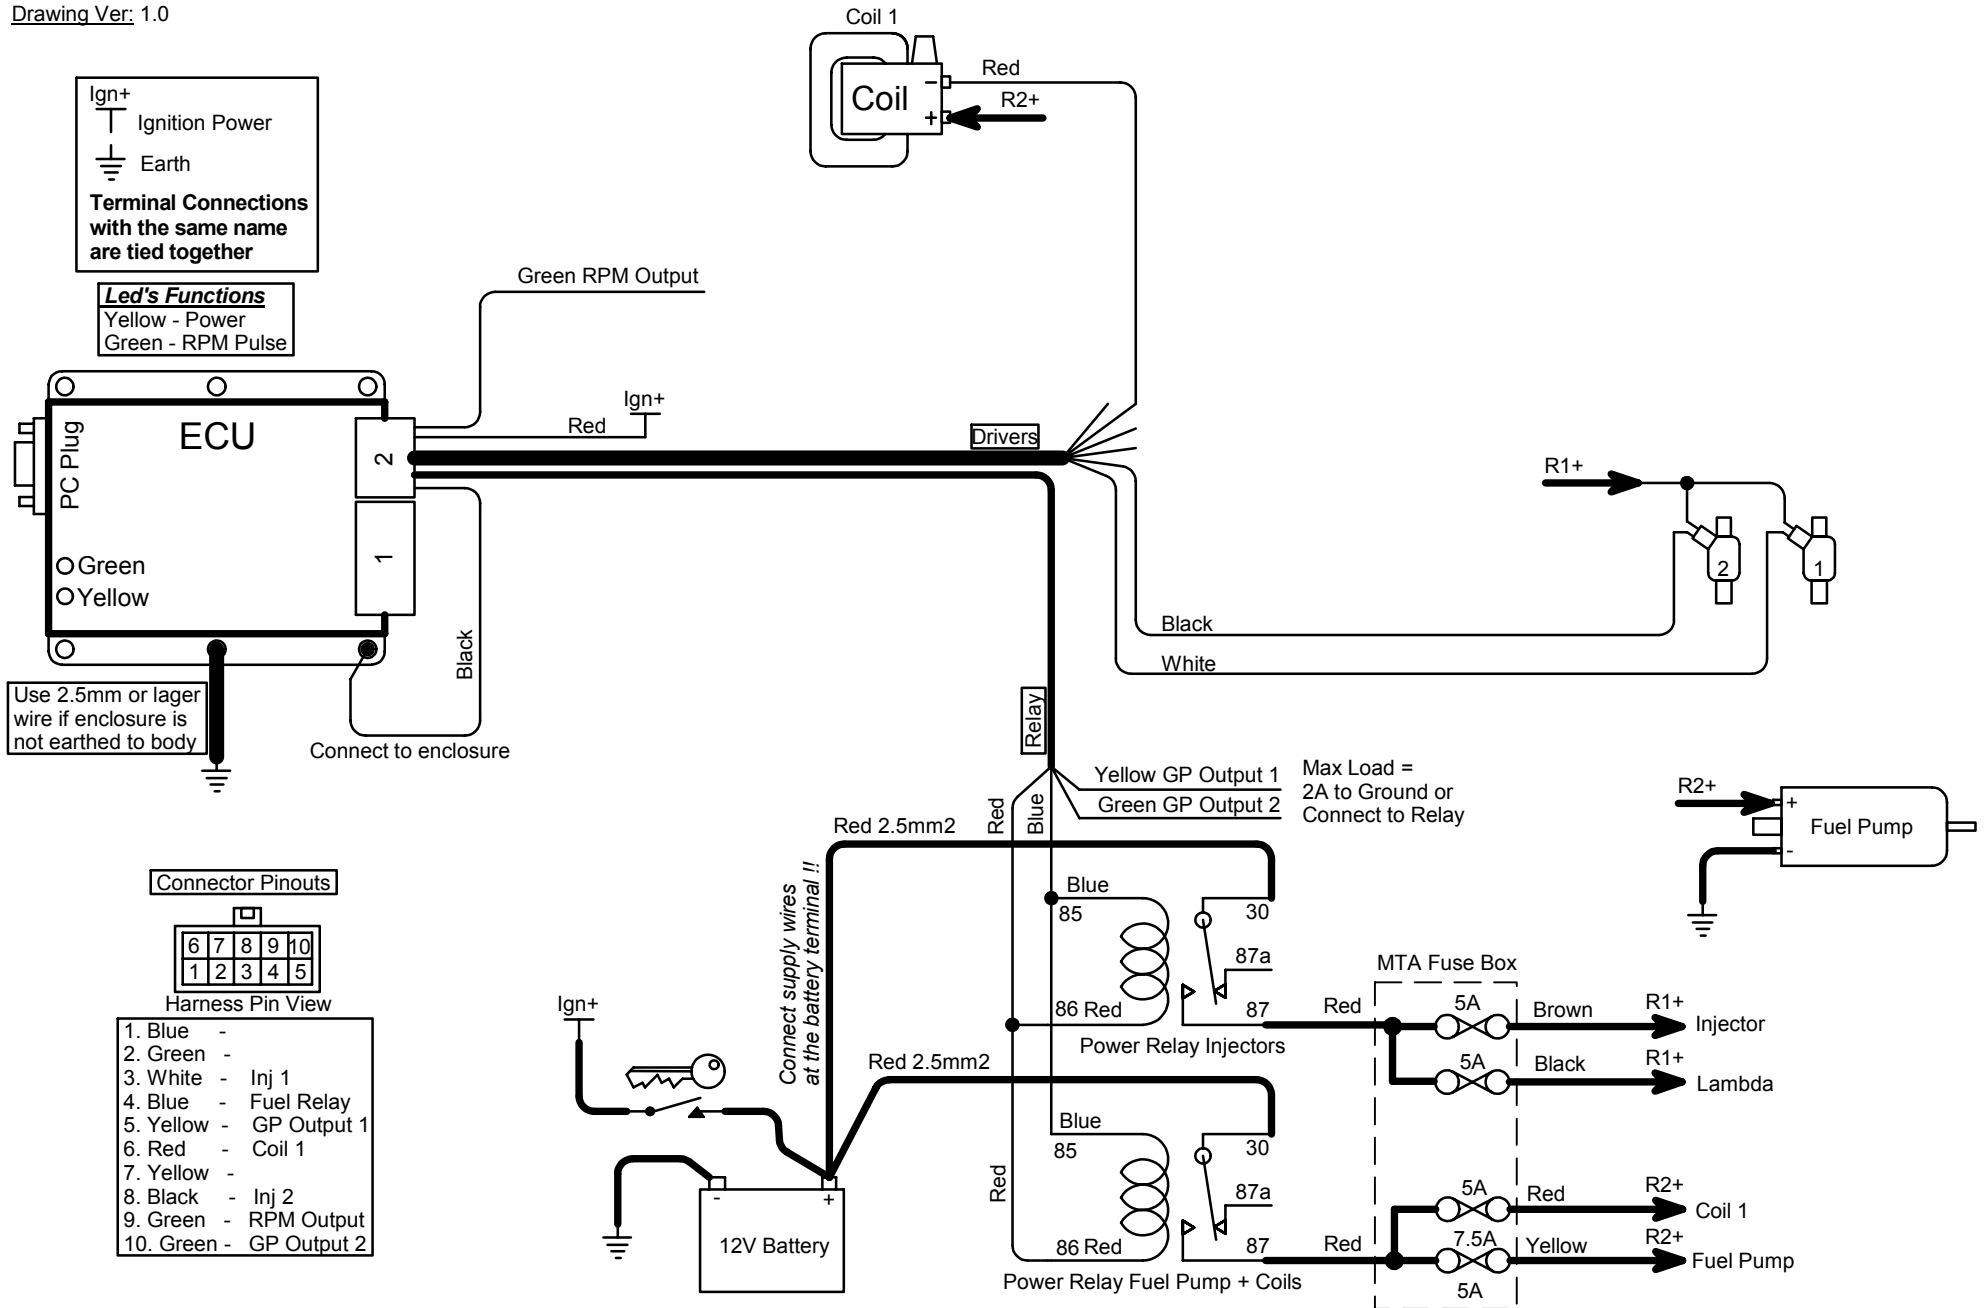 Drawing Ver: 1.0
Coil 1
Coil
-
+
Red
R2+
Ign+
Ignition Power
Earth
Terminal Connections
with the same name
are tied together
Led's Functions
Yellow - Power
Green - RPM Pulse
Green RPM Output
Ign+
Red
Drivers
ECU
PC Plug
2
1
Green
Yellow
Black
Use 2.5mm or lager
wire if enclosure is
not earthed to body
Connect to enclosure
R1+
2
1
Black
White
Relay
Yellow GP Output 1
Green GP Output 2
Max Load =
2A to Ground or
Connect to Relay
R2+
+
-
Fuel Pump
Red
Blue
Red 2.5mm2
Connect supply wires
at the battery terminal !!
Blue
85
30
87a
86 Red
87
Power Relay Injectors
Red
MTA Fuse Box
5A
Brown
R1+
Injector
5A
Black
R1+
Lambda
Connector Pinouts
6 7 8 9 10
1 2 3 4 5
Harness Pin View
1. Blue -
2. Green -
3. White - Inj 1
4. Blue - Fuel Relay
5. Yellow - GP Output 1
6. Red - Coil 1
7. Yellow -
8. Black - Inj 2
9. Green - RPM Output
10. Green - GP Output 2
Ign+
Red 2.5mm2
-
+
12V Battery
Red
Blue
85
30
87a
86 Red
87
Power Relay Fuel Pump + Coils
Red
5A
Red
R2+
Coil 1
7.5A
Yellow
R2+
Fuel Pump
5A